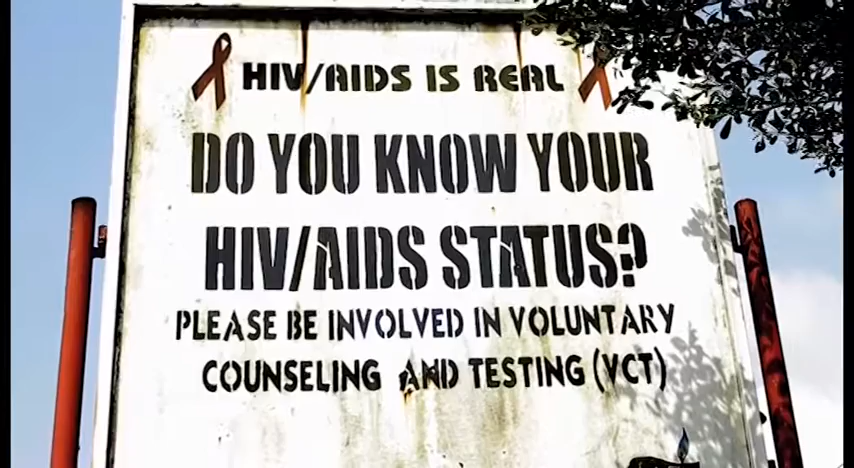 HIV/AIDS IS REAL
DO YOU KNOW YOUR
HIV/AIDS STATUS?
PLEASE BE INVOLVED IN VOLUNTARY
COUNSELING AND TESTING (VCT)